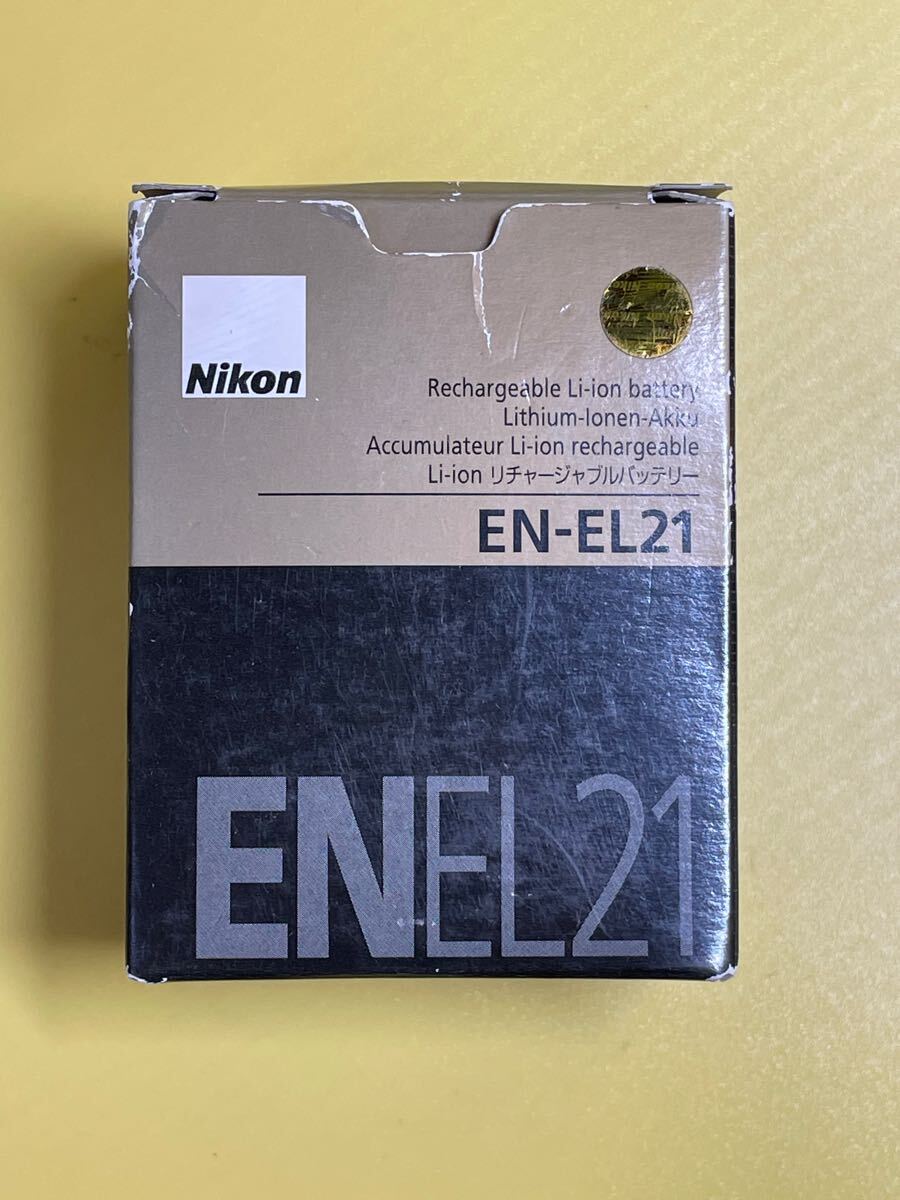 Nikon
Rechargeable Li-ion battery
Lithium-Ionen-Akku
Accumulateur Li-ion rechargeable
Li-ion リチャージャブルバッテリー
EN-EL21
ENEL21